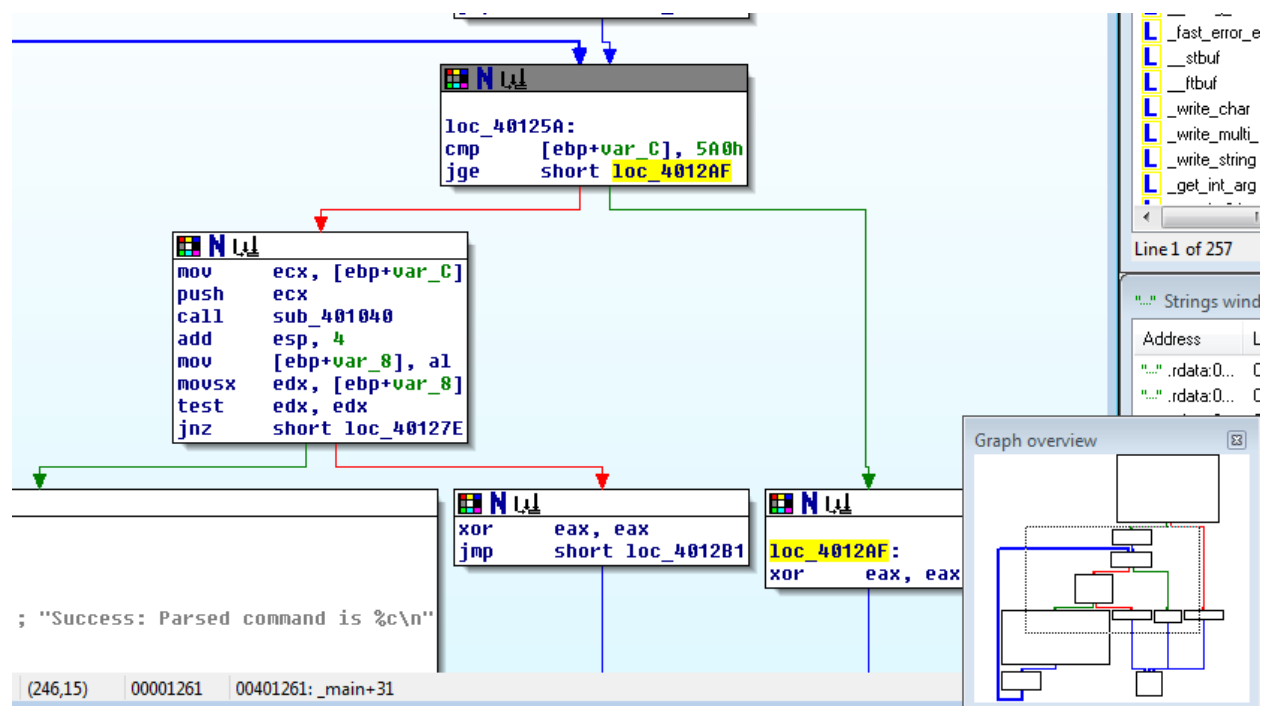 loc_40125A:
cmp [ebp+var_C], 5A0h
jge short loc_4012AF
mov ecx, [ebp+var_C]
push ecx
call sub_401040
add esp, 4
mov [ebp+var_8], al
movsx edx, [ebp+var_8]
test edx, edx
jnz short loc_40127E
; "Success: Parsed command is %c\n"
xor eax, eax
jmp short loc_4012B1
loc_4012AF:
xor eax, eax
(246,15) 00001261 00401261: _main+31
L _fast_error_e
L __stbuf
L __ftbuf
L _write_char
L _write_multi_
L _write_string
L _get_int_arg
Line 1 of 257
"..." Strings wind
Address L
"..." .rdata:0... 
"..." .rdata:0... 
Graph overview